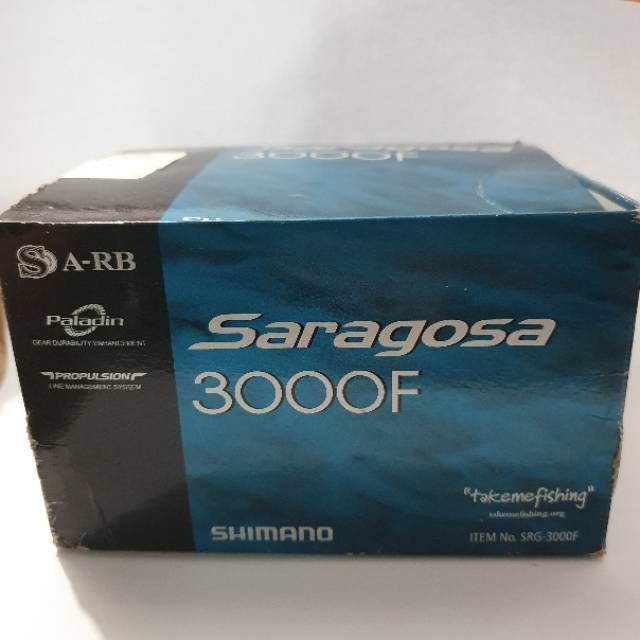 3000F
S A-RB
Paladin
GEAR DURABILITY ENHANCEMENT
PROPULSION
LINE MANAGEMENT SYSTEM
Saragosa
3000F
"takemefishing"
takemefishing.org
SHIMANO
ITEM No. SRG-3000F